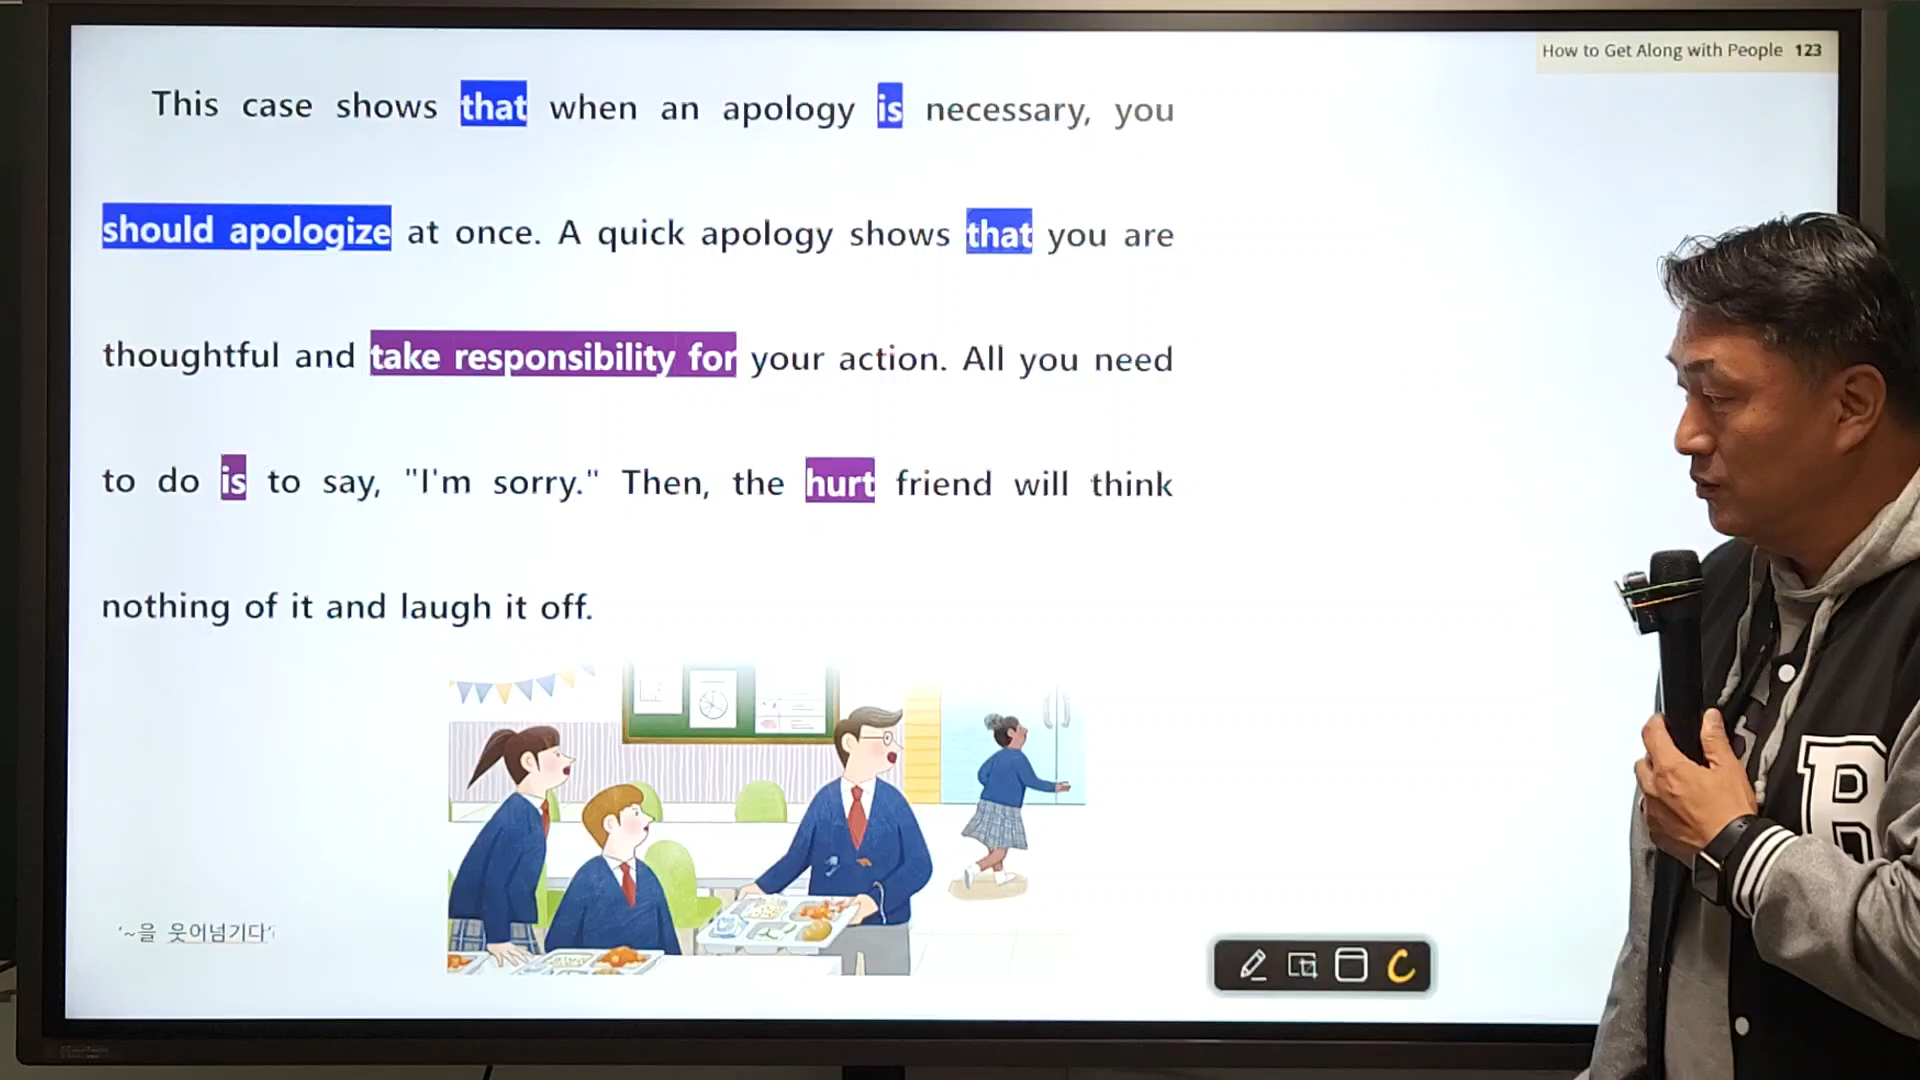 How to Get Along with People 123
This case shows that when an apology is necessary, you
should apologize at once. A quick apology shows that you are
thoughtful and take responsibility for your action. All you need
to do is to say, "I'm sorry." Then, the hurt friend will think
nothing of it and laugh it off.
'~을 웃어넘기다'
R